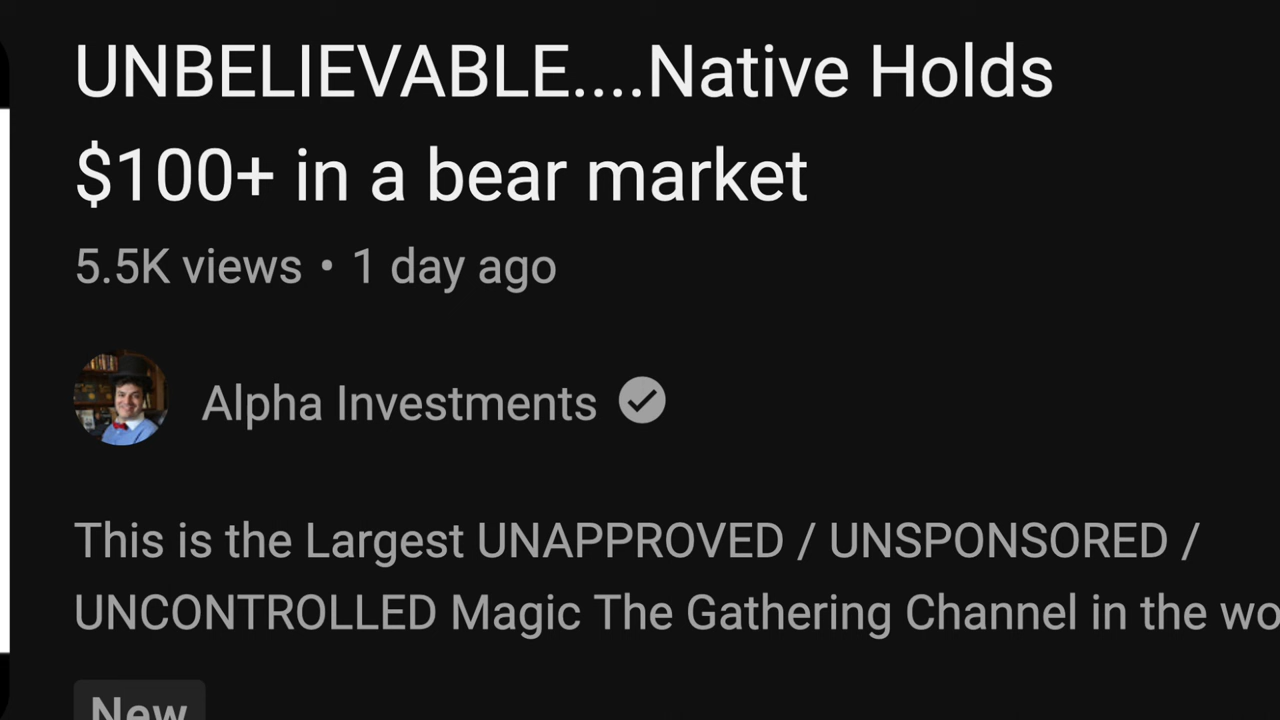 UNBELIEVABLE....Native Holds
$100+ in a bear market
5.5K views • 1 day ago
Alpha Investments
This is the Largest UNAPPROVED / UNSPONSORED /
UNCONTROLLED Magic The Gathering Channel in the wo
New